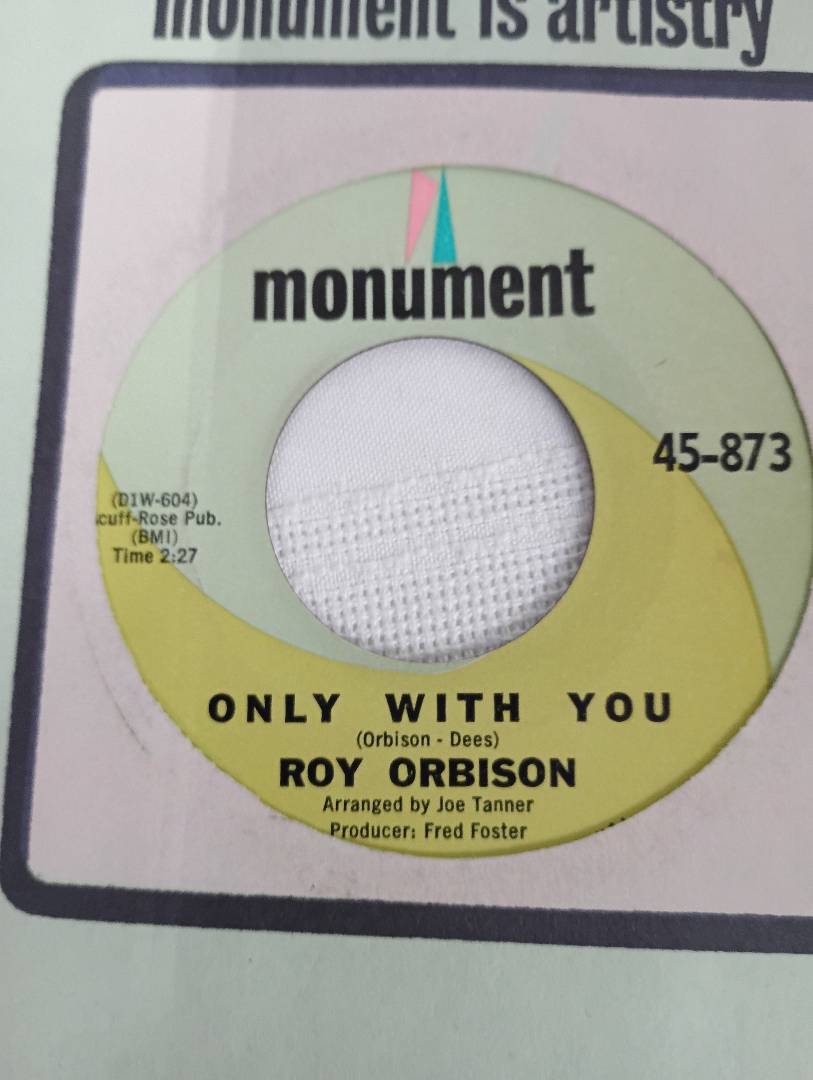 monument is artistry
monument
45-873
(D1W-604)
cuff-Rose Pub.
(BMI)
Time 2:27
ONLY WITH YOU
(Orbison - Dees)
ROY ORBISON
Arranged by Joe Tanner
Producer: Fred Foster